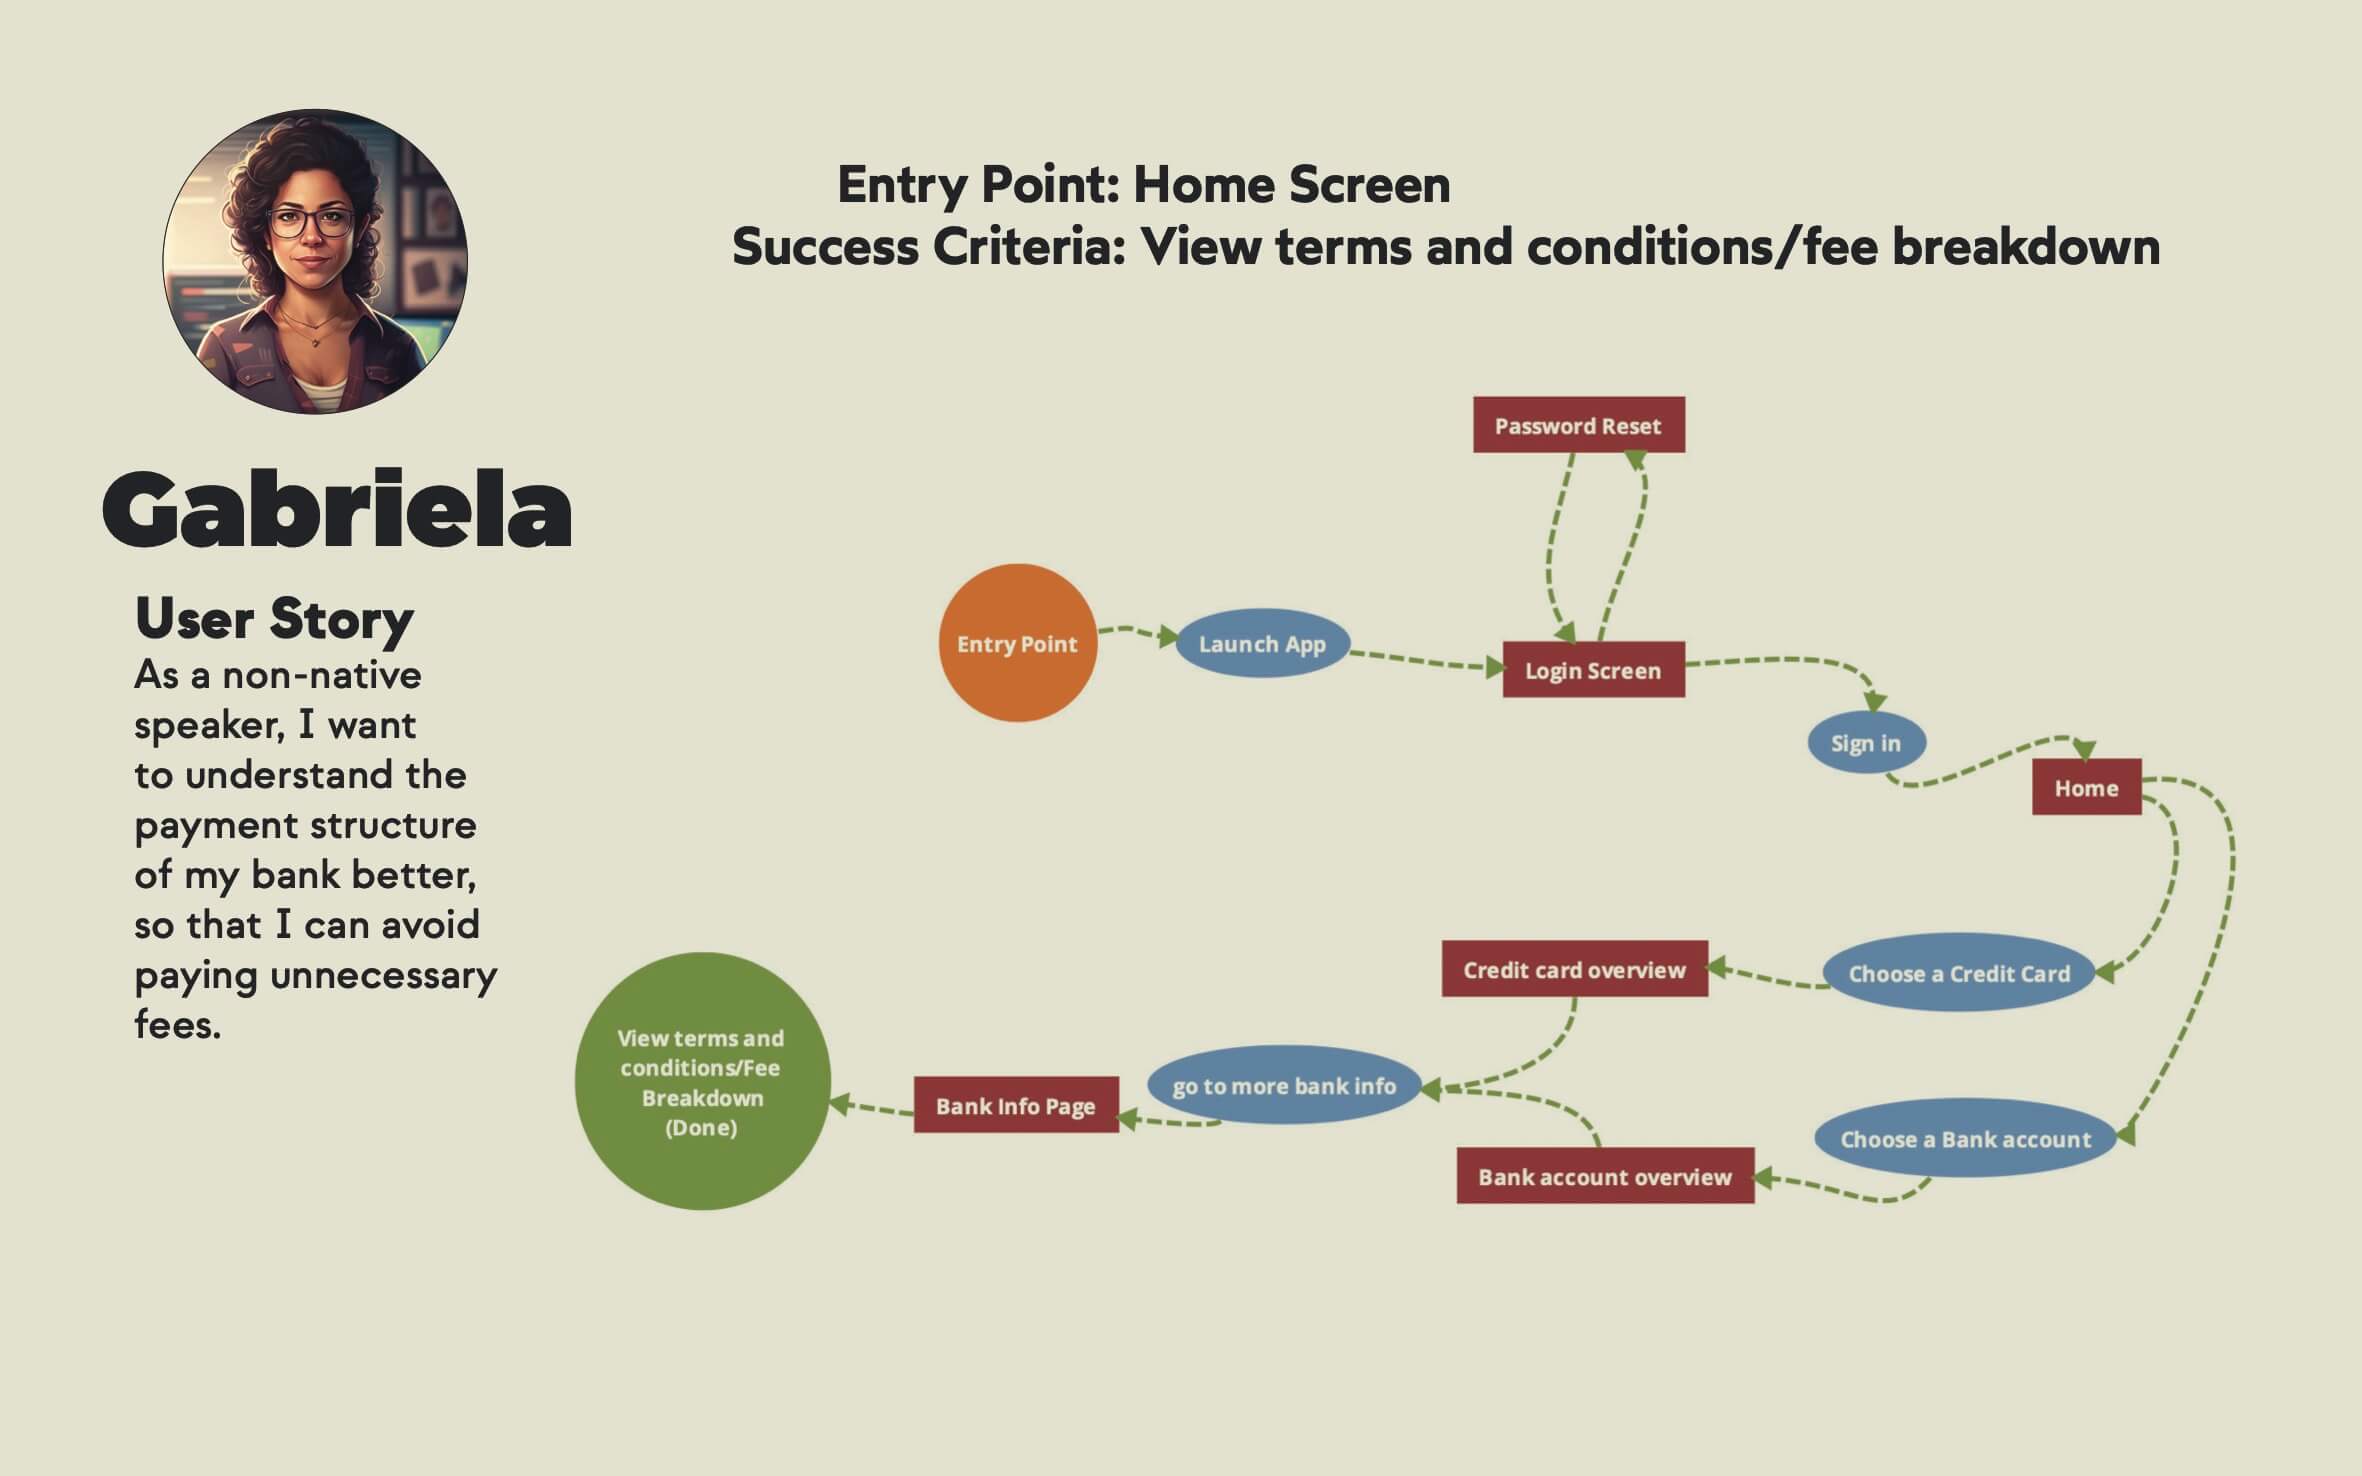 Entry Point: Home Screen
Success Criteria: View terms and conditions/fee breakdown
Gabriela
User Story
As a non-native
speaker, I want
to understand the
payment structure
of my bank better,
so that I can avoid
paying unnecessary
fees.
Password Reset
Entry Point
Launch App
Login Screen
Sign in
Home
Choose a Credit Card
Credit card overview
Choose a Bank account
Bank account overview
go to more bank info
Bank Info Page
View terms and
conditions/Fee
Breakdown
(Done)